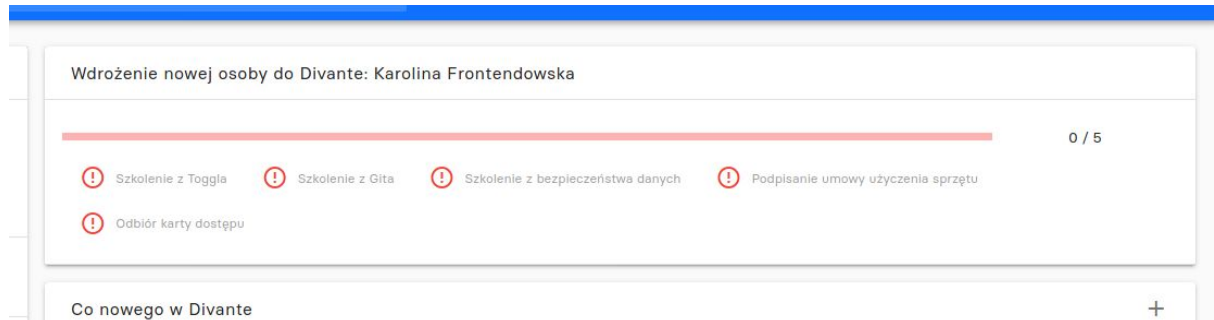 Wdrożenie nowej osoby do Divante: Karolina Frontendowska
0 / 5
Szkolenie z Toggla Szkolenie z Gita Szkolenie z bezpieczeństwa danych Podpisanie umowy użyczenia sprzętu
Odbiór karty dostępu
Co nowego w Divante +